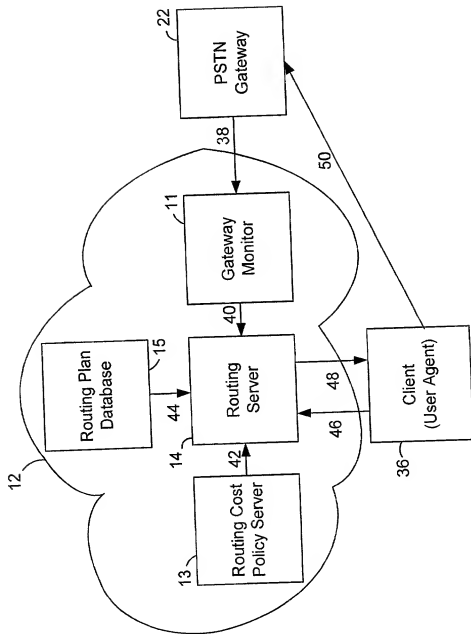 12
Routing Plan
Database
15
44
13
Routing Cost
Policy Server
42
14
Routing
Server
40
11
Gateway
Monitor
38
22
PSTN
Gateway
46
48
50
36
Client
(User Agent)